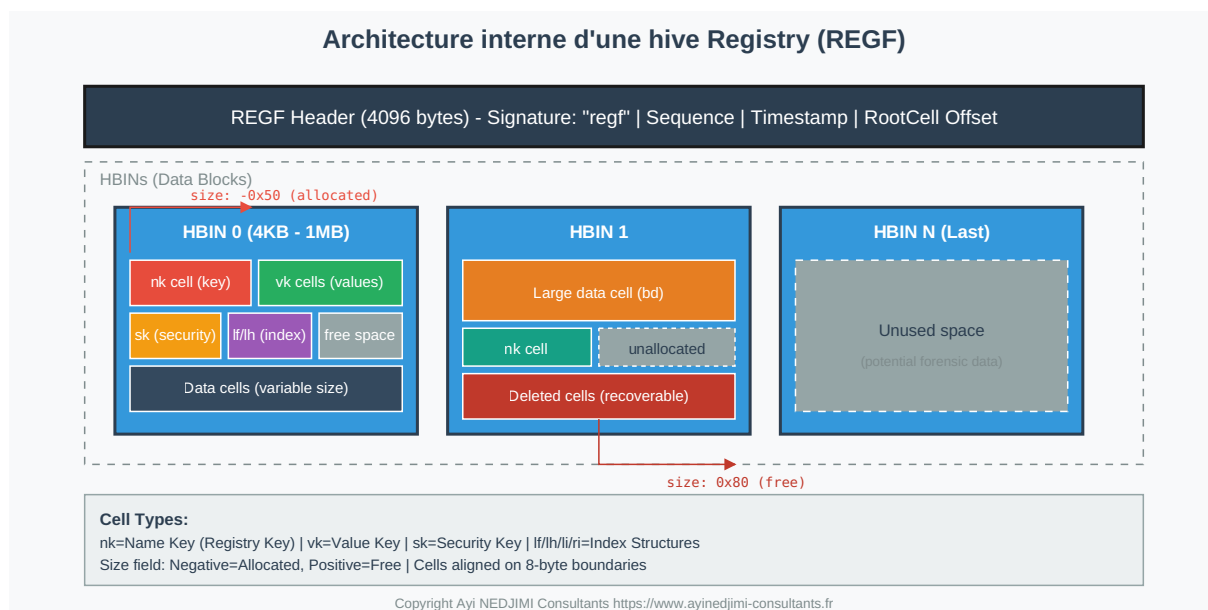 Architecture interne d'une hive Registry (REGF)
REGF Header (4096 bytes) - Signature: "regf" | Sequence | Timestamp | RootCell Offset
HBINs (Data Blocks)
size: -0x50 (allocated)
HBIN 0 (4KB - 1MB)
nk cell (key)
vk cells (values)
sk (security)
lf/lh (index)
free space
Data cells (variable size)
HBIN 1
Large data cell (bd)
nk cell
unallocated
Deleted cells (recoverable)
size: 0x80 (free)
HBIN N (Last)
Unused space
(potential forensic data)
Cell Types:
nk=Name Key (Registry Key) | vk=Value Key | sk=Security Key | lf/lh/li/ri=Index Structures
Size field: Negative=Allocated, Positive=Free | Cells aligned on 8-byte boundaries
Copyright Ayi NEDJIMI Consultants https://www.ayinedjimi-consultants.fr